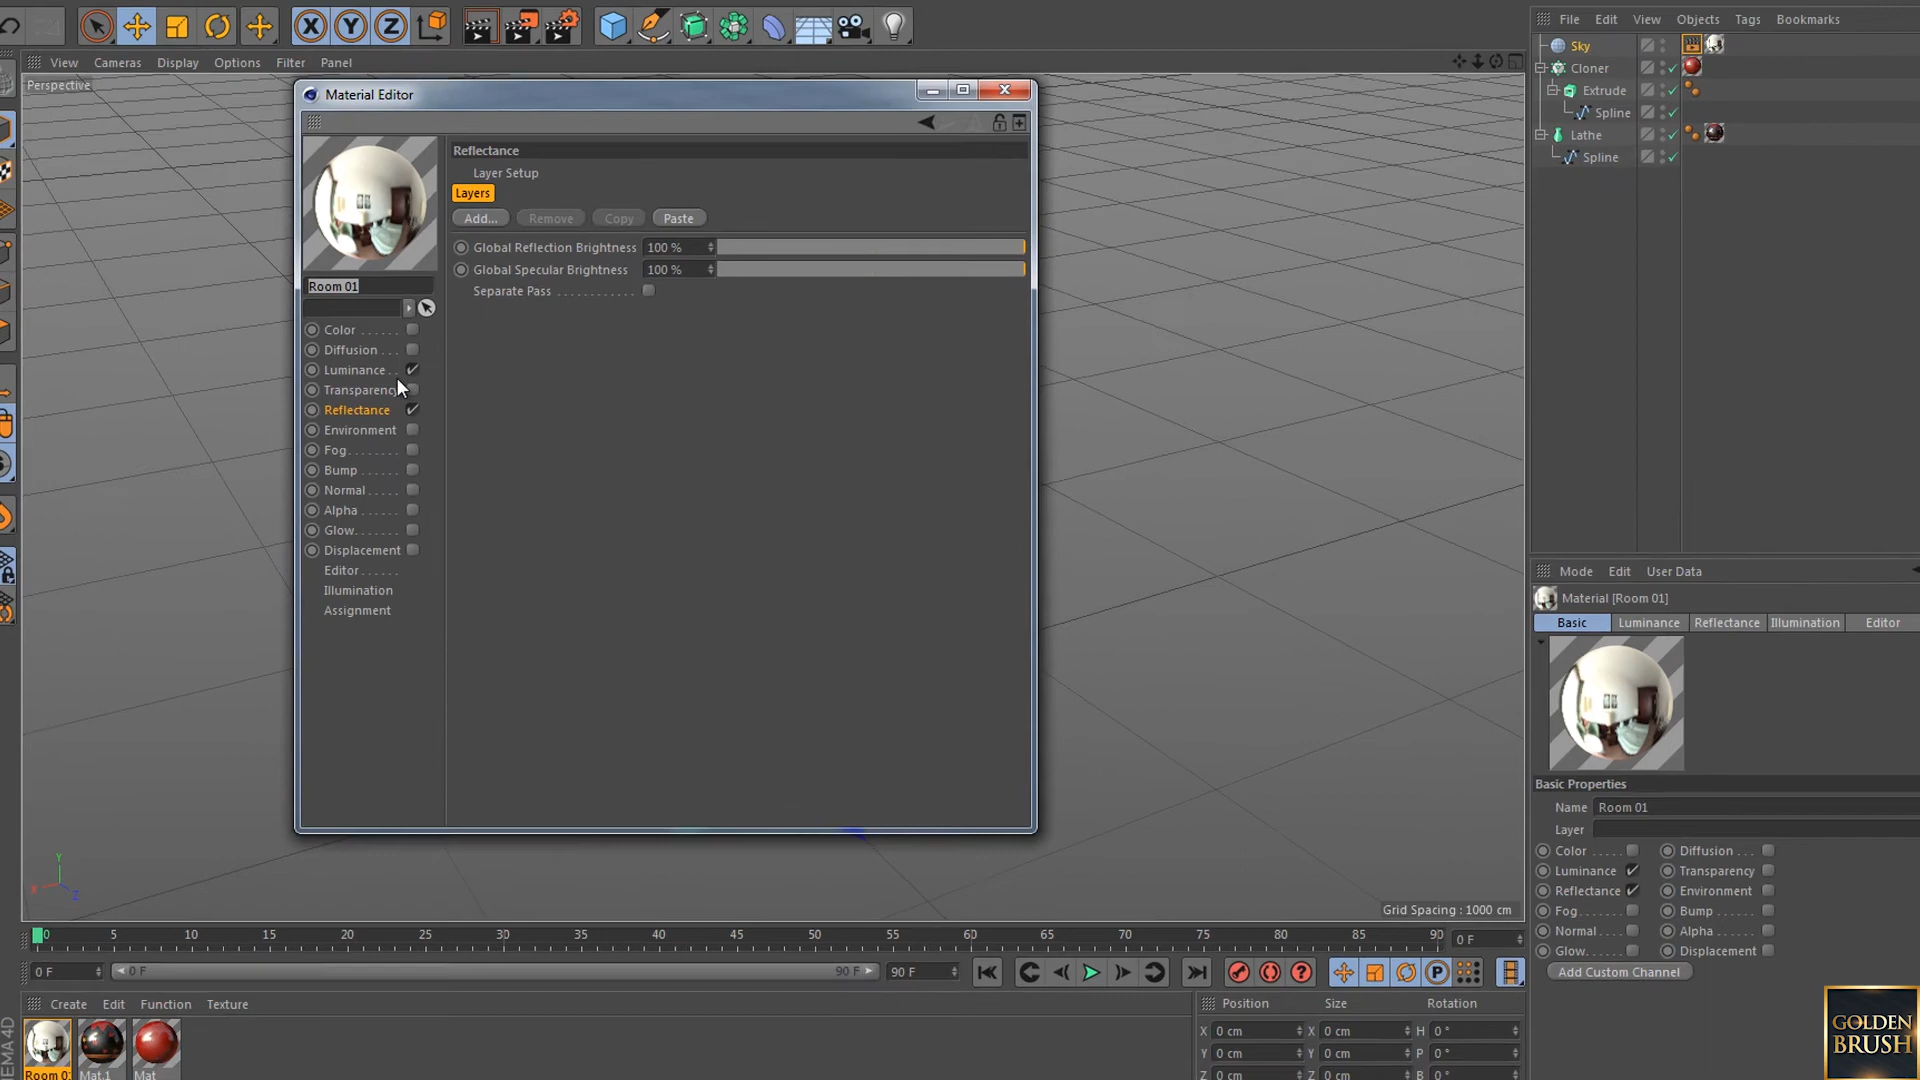 File Edit View Objects Tags Bookmarks
View Cameras Display Options Filter Panel
Perspective
Material Editor
Reflectance
Layer Setup
Layers
Add... Remove Copy Paste
Global Reflection Brightness 100 %
Global Specular Brightness 100 %
Separate Pass . . . . . . . . . . . .
Room 01
Color . . . . . .
Diffusion . . .
Luminance . .
Transparency
Reflectance
Environment
Fog. . . . . . .
Bump . . . . . .
Normal . . . . .
Alpha . . . . . .
Glow. . . . . . .
Displacement
Editor . . . . . .
Illumination
Assignment
X Y Z
Sky
Cloner
Extrude
Spline
Lathe
Spline
Mode Edit User Data
Material [Room 01]
Basic Luminance Reflectance Illumination Editor
Basic Properties
Name Room 01
Layer
Color . . . . . Diffusion . . .
Luminance Transparency
Reflectance Environment
Fog. . . . . . Bump . . . . . .
Normal . . . . Alpha . . . . . .
Glow. . . . . . Displacement
Add Custom Channel
Y
X
Z
Grid Spacing : 1000 cm
0 5 10 15 20 25 30 35 40 45 50 55 60 65 70 75 80 85 90 0 F
0 F 0 F 90 F 90 F
P
Create Edit Function Texture
Position Size Rotation
X 0 cm X 0 cm H 0 °
Y 0 cm Y 0 cm P 0 °
Z 0 cm Z 0 cm B 0 °
Room 0 Mat.1 Mat
EMA 4D
GOLDEN
BRUSH